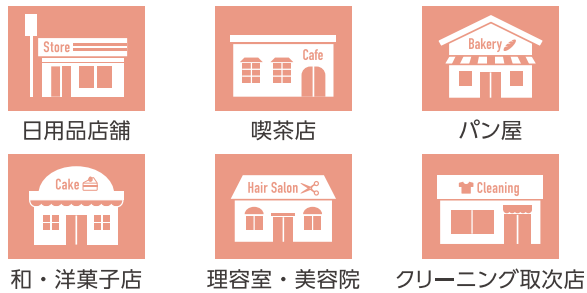 Store
Cafe
Bakery
日用品店舗
喫茶店
パン屋
Cake
Hair Salon
Cleaning
和・洋菓子店
理容室・美容院
クリーニング取次店